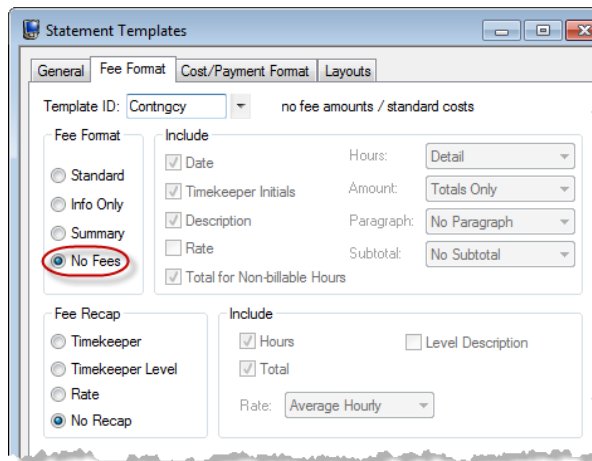 Statement Templates
General Fee Format Cost/Payment Format Layouts
Template ID: Contngcy no fee amounts / standard costs
Fee Format
Standard
Info Only
Summary
No Fees
Include
Date
Timekeeper Initials
Description
Rate
Total for Non-billable Hours
Hours: Detail
Amount: Totals Only
Paragraph: No Paragraph
Subtotal: No Subtotal
Fee Recap
Timekeeper
Timekeeper Level
Rate
No Recap
Include
Hours Level Description
Total
Rate: Average Hourly